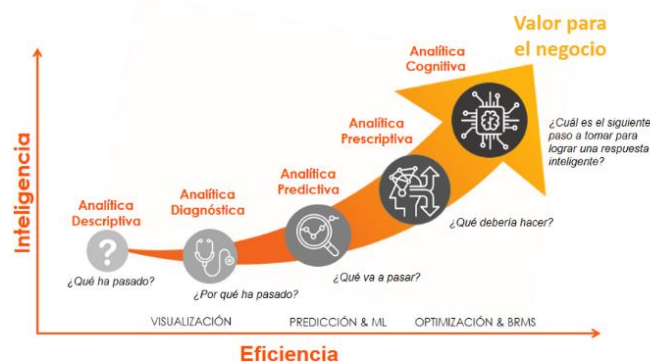 Valor para
el negocio
Analítica
Cognitiva
¿Cuál es el siguiente
paso a tomar para
lograr una respuesta
inteligente?
Analítica
Prescriptiva
¿Qué debería hacer?
Analítica
Predictiva
¿Qué va a pasar?
Analítica
Diagnóstica
¿Por qué ha pasado?
Analítica
Descriptiva
?
¿Qué ha pasado?
Inteligencia
VISUALIZACIÓN
PREDICCIÓN & ML
OPTIMIZACIÓN & BRMS
Eficiencia